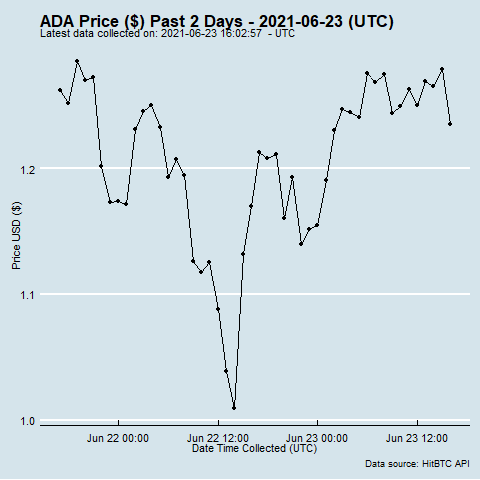 ADA Price ($) Past 2 Days - 2021-06-23 (UTC)
Latest data collected on: 2021-06-23 16:02:57  - UTC
Price USD ($)
1.2
1.1
1.0
Jun 22 00:00 Jun 22 12:00 Jun 23 00:00 Jun 23 12:00
Date Time Collected (UTC)
Data source: HitBTC API